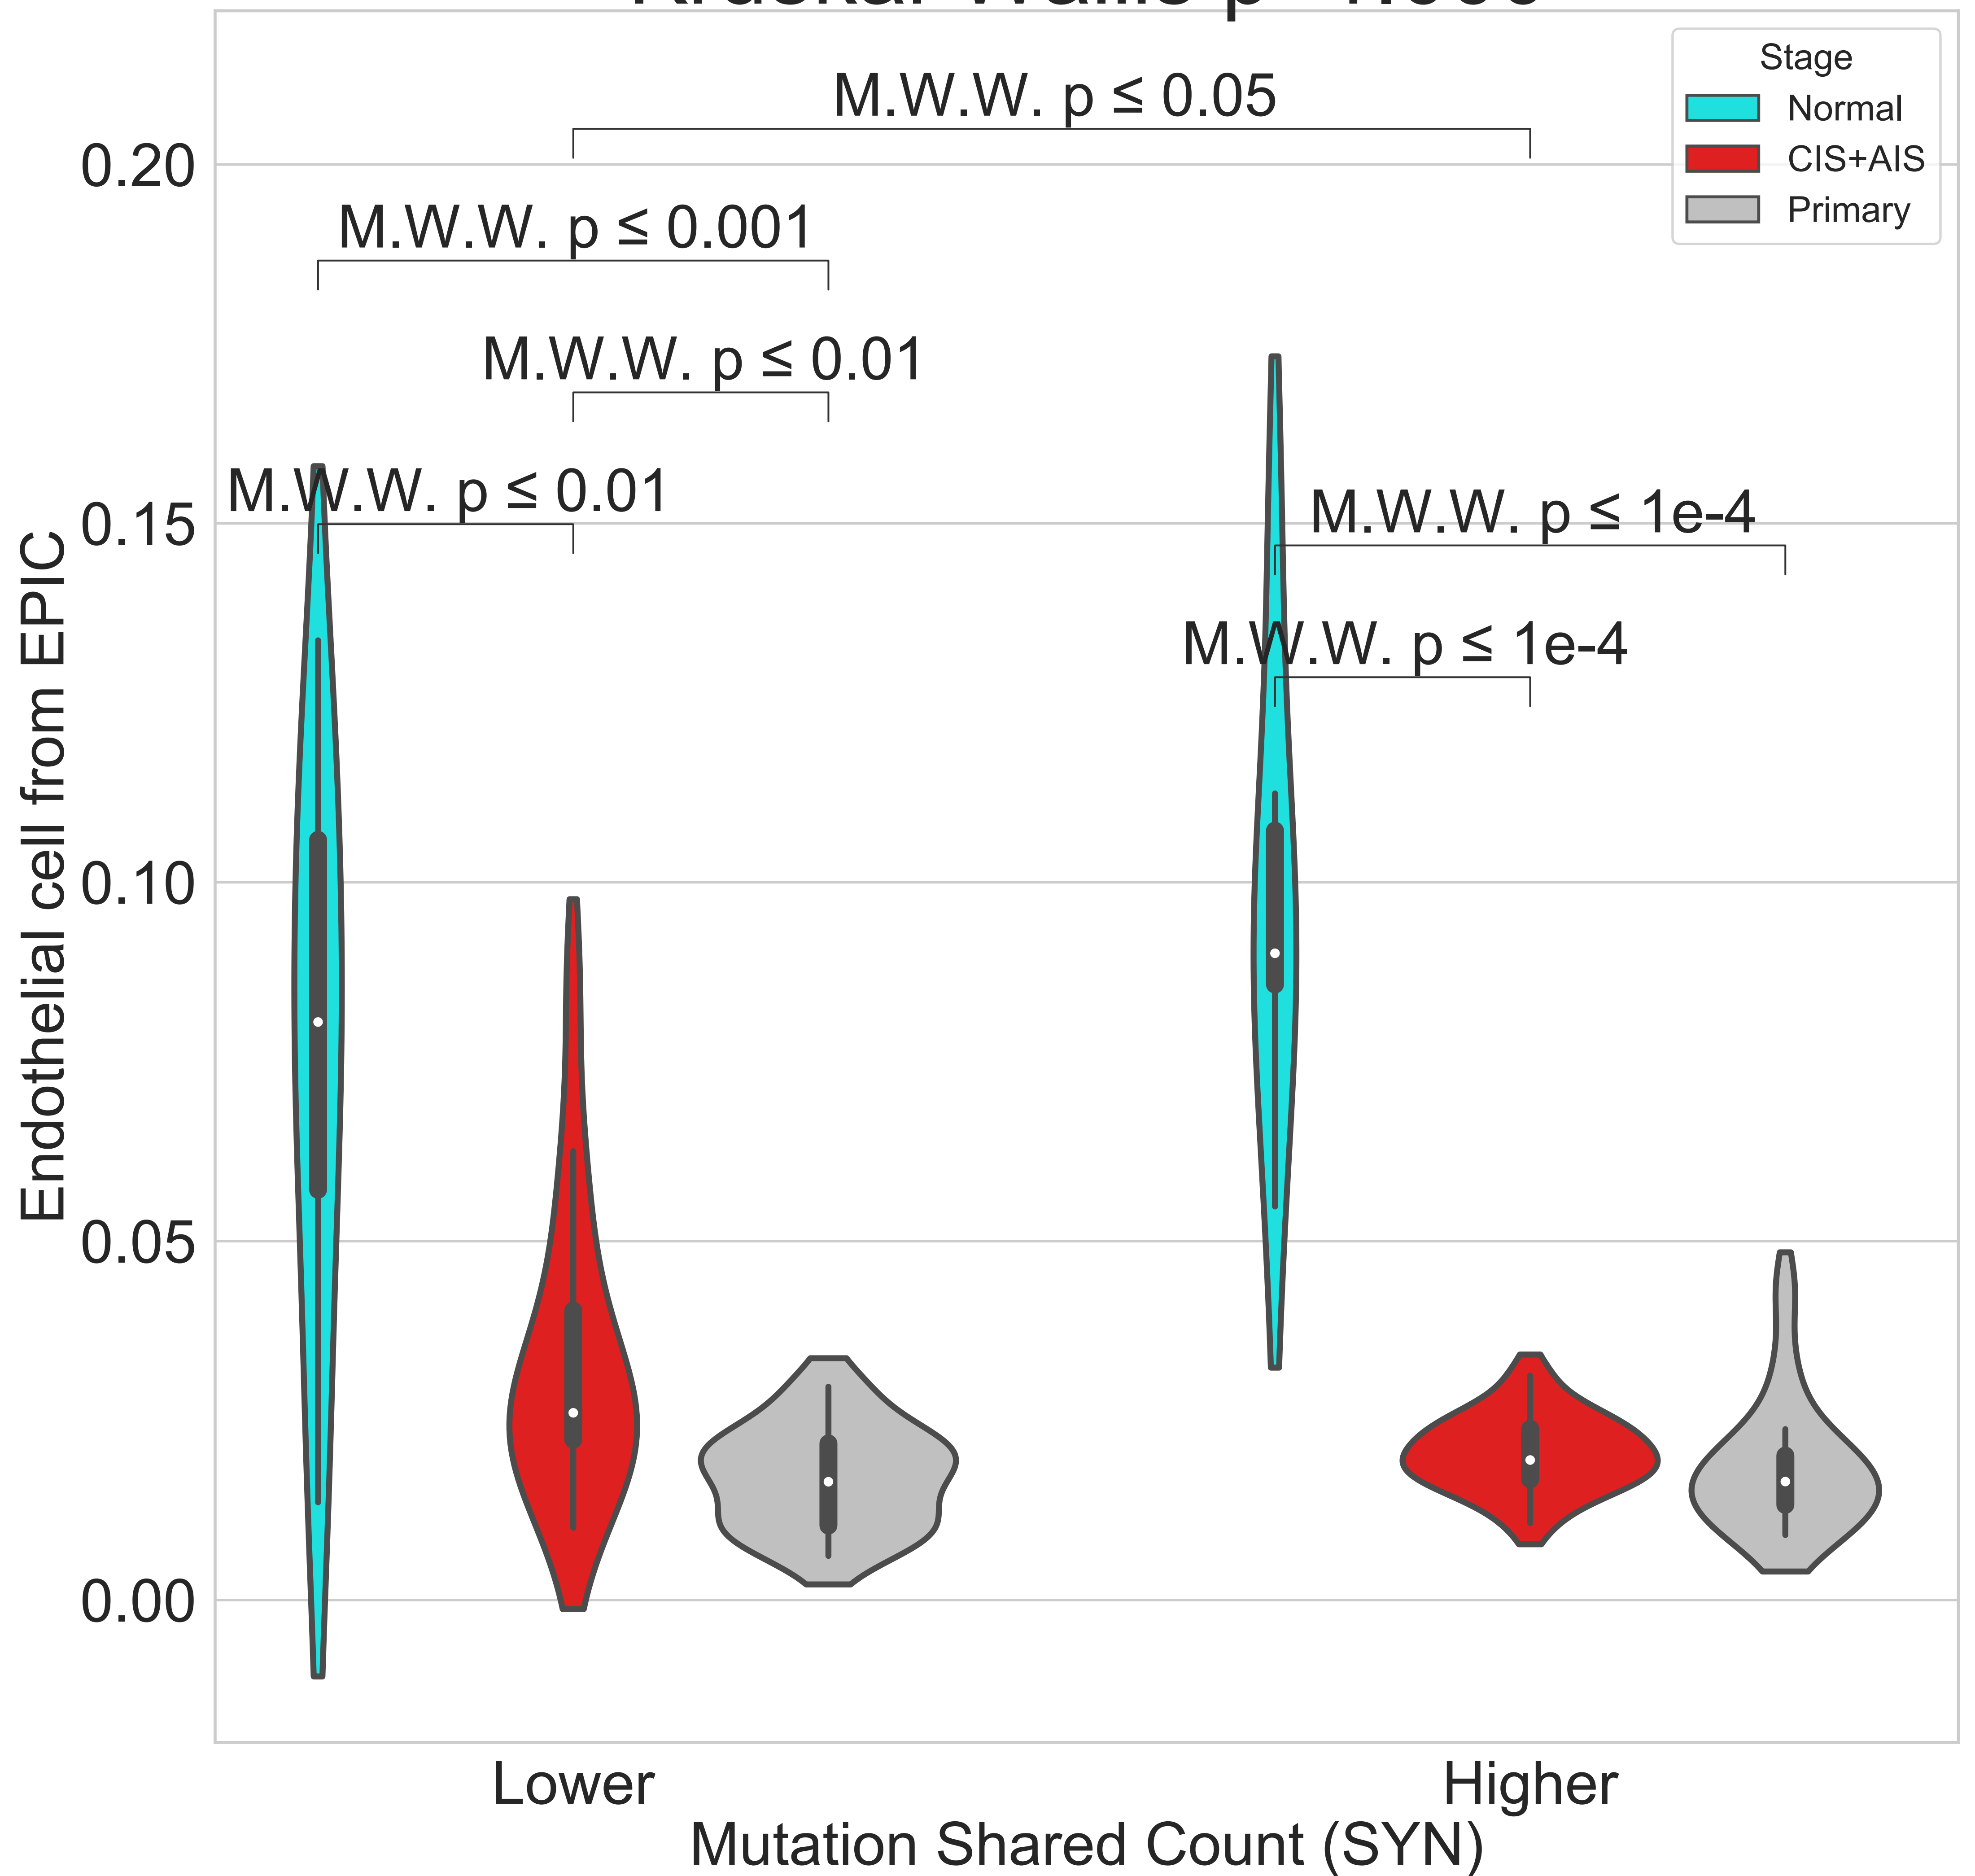 Stage
Normal
CIS+AIS
Primary
M.W.W. p ≤ 0.05
M.W.W. p ≤ 0.001
M.W.W. p ≤ 0.01
M.W.W. p ≤ 0.01
M.W.W. p ≤ 1e-4
M.W.W. p ≤ 1e-4
0.20
0.15
0.10
0.05
0.00
Endothelial cell from EPIC
Lower
Higher
Mutation Shared Count (SYN)